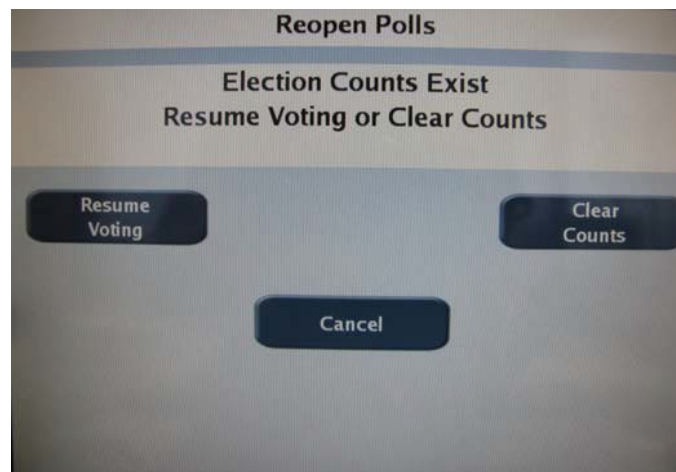 Reopen Polls
Election Counts Exist
Resume Voting or Clear Counts
Resume
Voting
Clear
Counts
Cancel